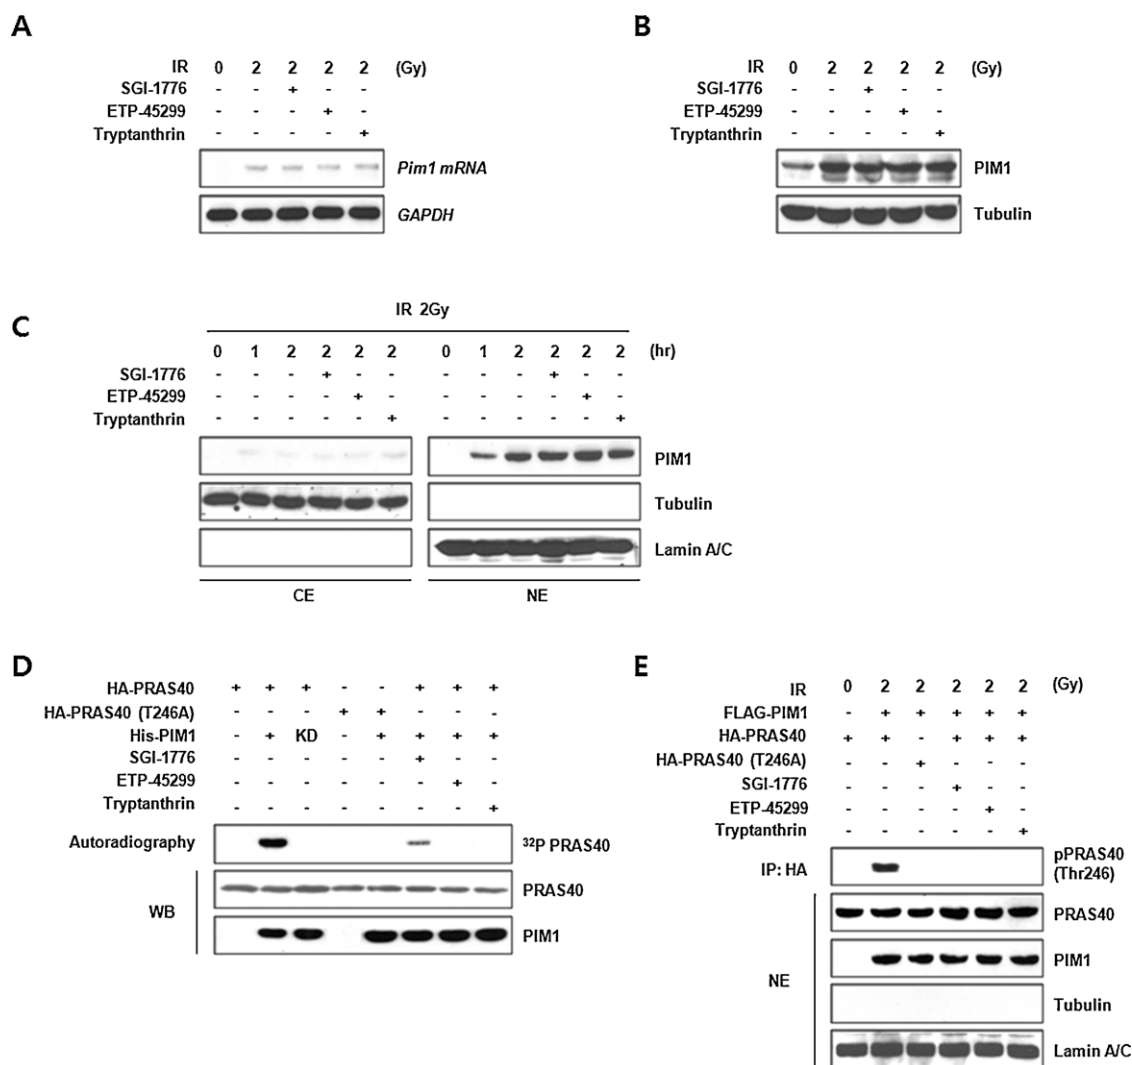 A
IR 0 2 2 2 2 (Gy)
SGI-1776 - - + - -
ETP-45299 - - - + -
Tryptanthrin - - - - +
Pim1 mRNA
GAPDH
B
IR 0 2 2 2 2 (Gy)
SGI-1776 - - + - -
ETP-45299 - - - + -
Tryptanthrin - - - - +
PIM1
Tubulin
C
IR 2Gy
0 1 2 2 2 2 0 1 2 2 2 2 (hr)
SGI-1776 - - - + - - - - - + - -
ETP-45299 - - - - + - - - - - + -
Tryptanthrin - - - - - + - - - - - +
PIM1
Tubulin
Lamin A/C
CE NE
D
HA-PRAS40 + + + - - + + +
HA-PRAS40 (T246A) - - - + + - - -
His-PIM1 - + KD - + + + +
SGI-1776 - - - - - + - -
ETP-45299 - - - - - - + -
Tryptanthrin - - - - - - - +
Autoradiography 32P PRAS40
WB PRAS40
PIM1
E
IR 0 2 2 2 2 2 (Gy)
FLAG-PIM1 - + + + + +
HA-PRAS40 + + - + + +
HA-PRAS40 (T246A) - - + - - -
SGI-1776 - - - + - -
ETP-45299 - - - - + -
Tryptanthrin - - - - - +
IP: HA pPRAS40 (Thr246)
PRAS40
NE PIM1
Tubulin
Lamin A/C